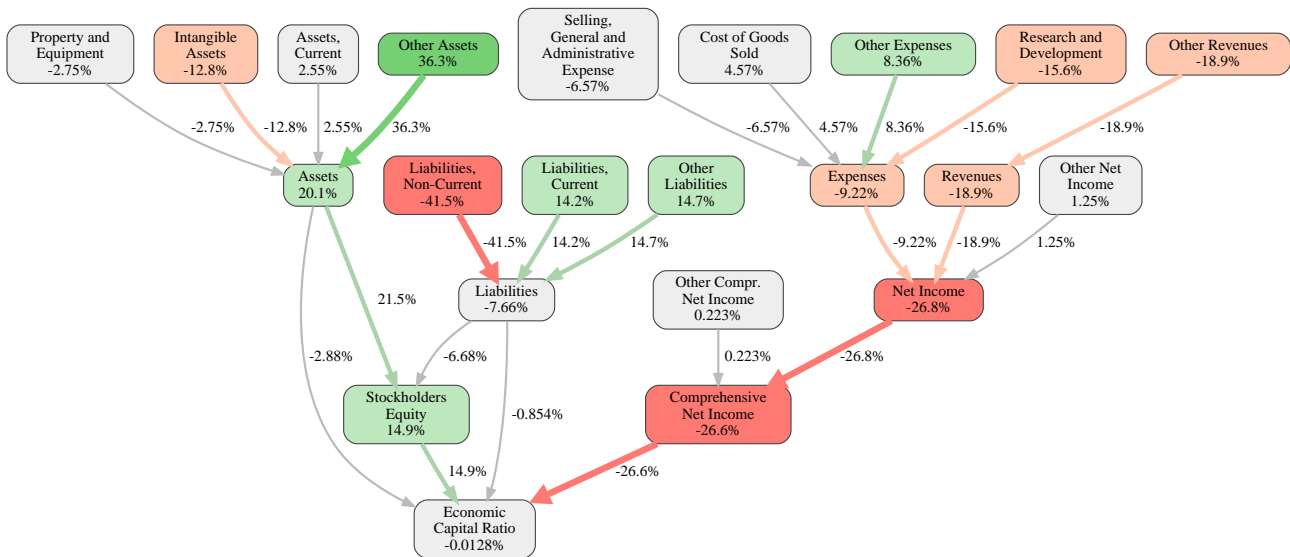 Property and
Equipment
-2.75%
Intangible
Assets
-12.8%
Assets,
Current
2.55%
Other Assets
36.3%
Selling,
General and
Administrative
Expense
-6.57%
Cost of Goods
Sold
4.57%
Other Expenses
8.36%
Research and
Development
-15.6%
Other Revenues
-18.9%
-2.75%
-12.8%
2.55%
36.3%
-6.57%
4.57%
8.36%
-15.6%
-18.9%
Assets
20.1%
Liabilities,
Non-Current
-41.5%
Liabilities,
Current
14.2%
Other
Liabilities
14.7%
Expenses
-9.22%
Revenues
-18.9%
Other Net
Income
1.25%
-41.5%
14.2%
14.7%
-9.22%
-18.9%
1.25%
21.5%
Liabilities
-7.66%
Other Compr.
Net Income
0.223%
Net Income
-26.8%
-2.88%
-6.68%
-0.854%
0.223%
-26.8%
Stockholders
Equity
14.9%
Comprehensive
Net Income
-26.6%
14.9%
-26.6%
Economic
Capital Ratio
-0.0128%